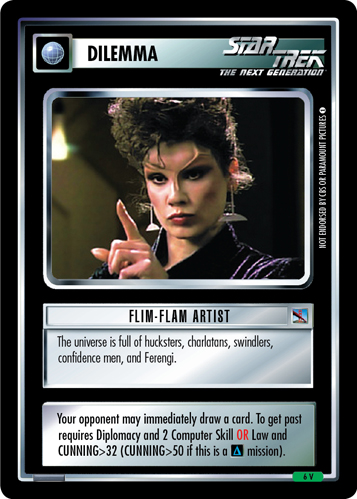 DILEMMA
STAR TREK
THE NEXT GENERATION
NOT ENDORSED BY CBS OR PARAMOUNT PICTURES
FLIM-FLAM ARTIST
The universe is full of hucksters, charlatans, swindlers,
confidence men, and Ferengi.
Your opponent may immediately draw a card. To get past
requires Diplomacy and 2 Computer Skill OR Law and
CUNNING>32 (CUNNING>50 if this is a Δ mission).
6 V